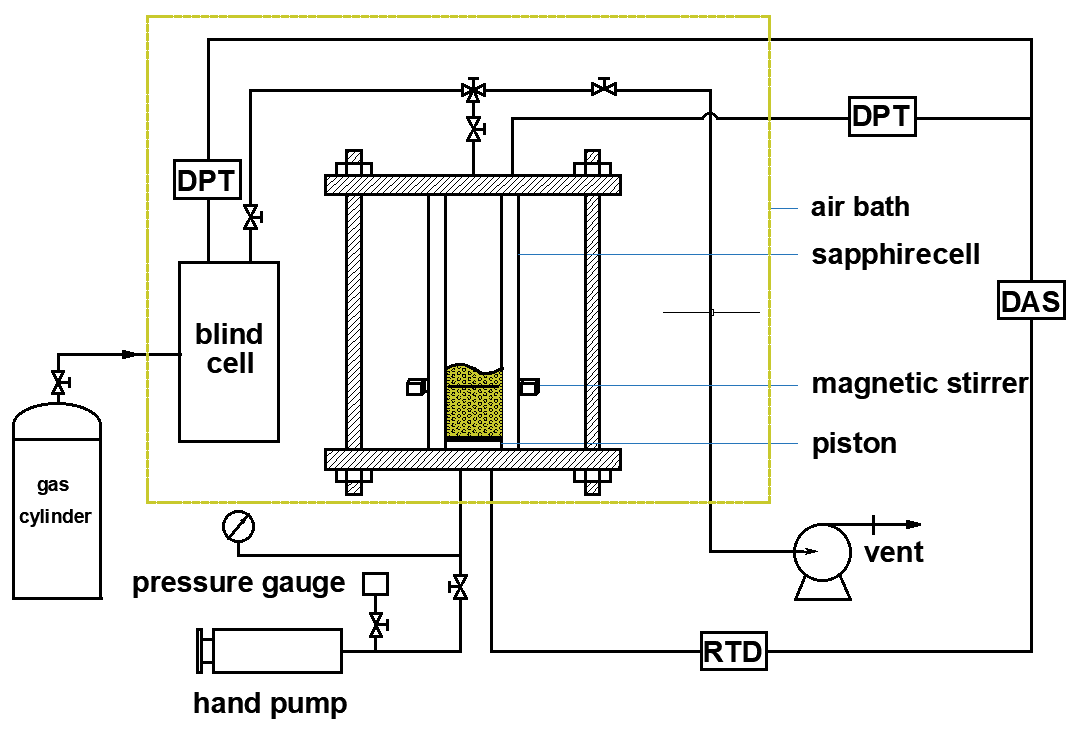 DPT
DPT
air bath
sapphirecell
DAS
blind
cell
magnetic stirrer
piston
gas
cylinder
vent
pressure gauge
RTD
hand pump